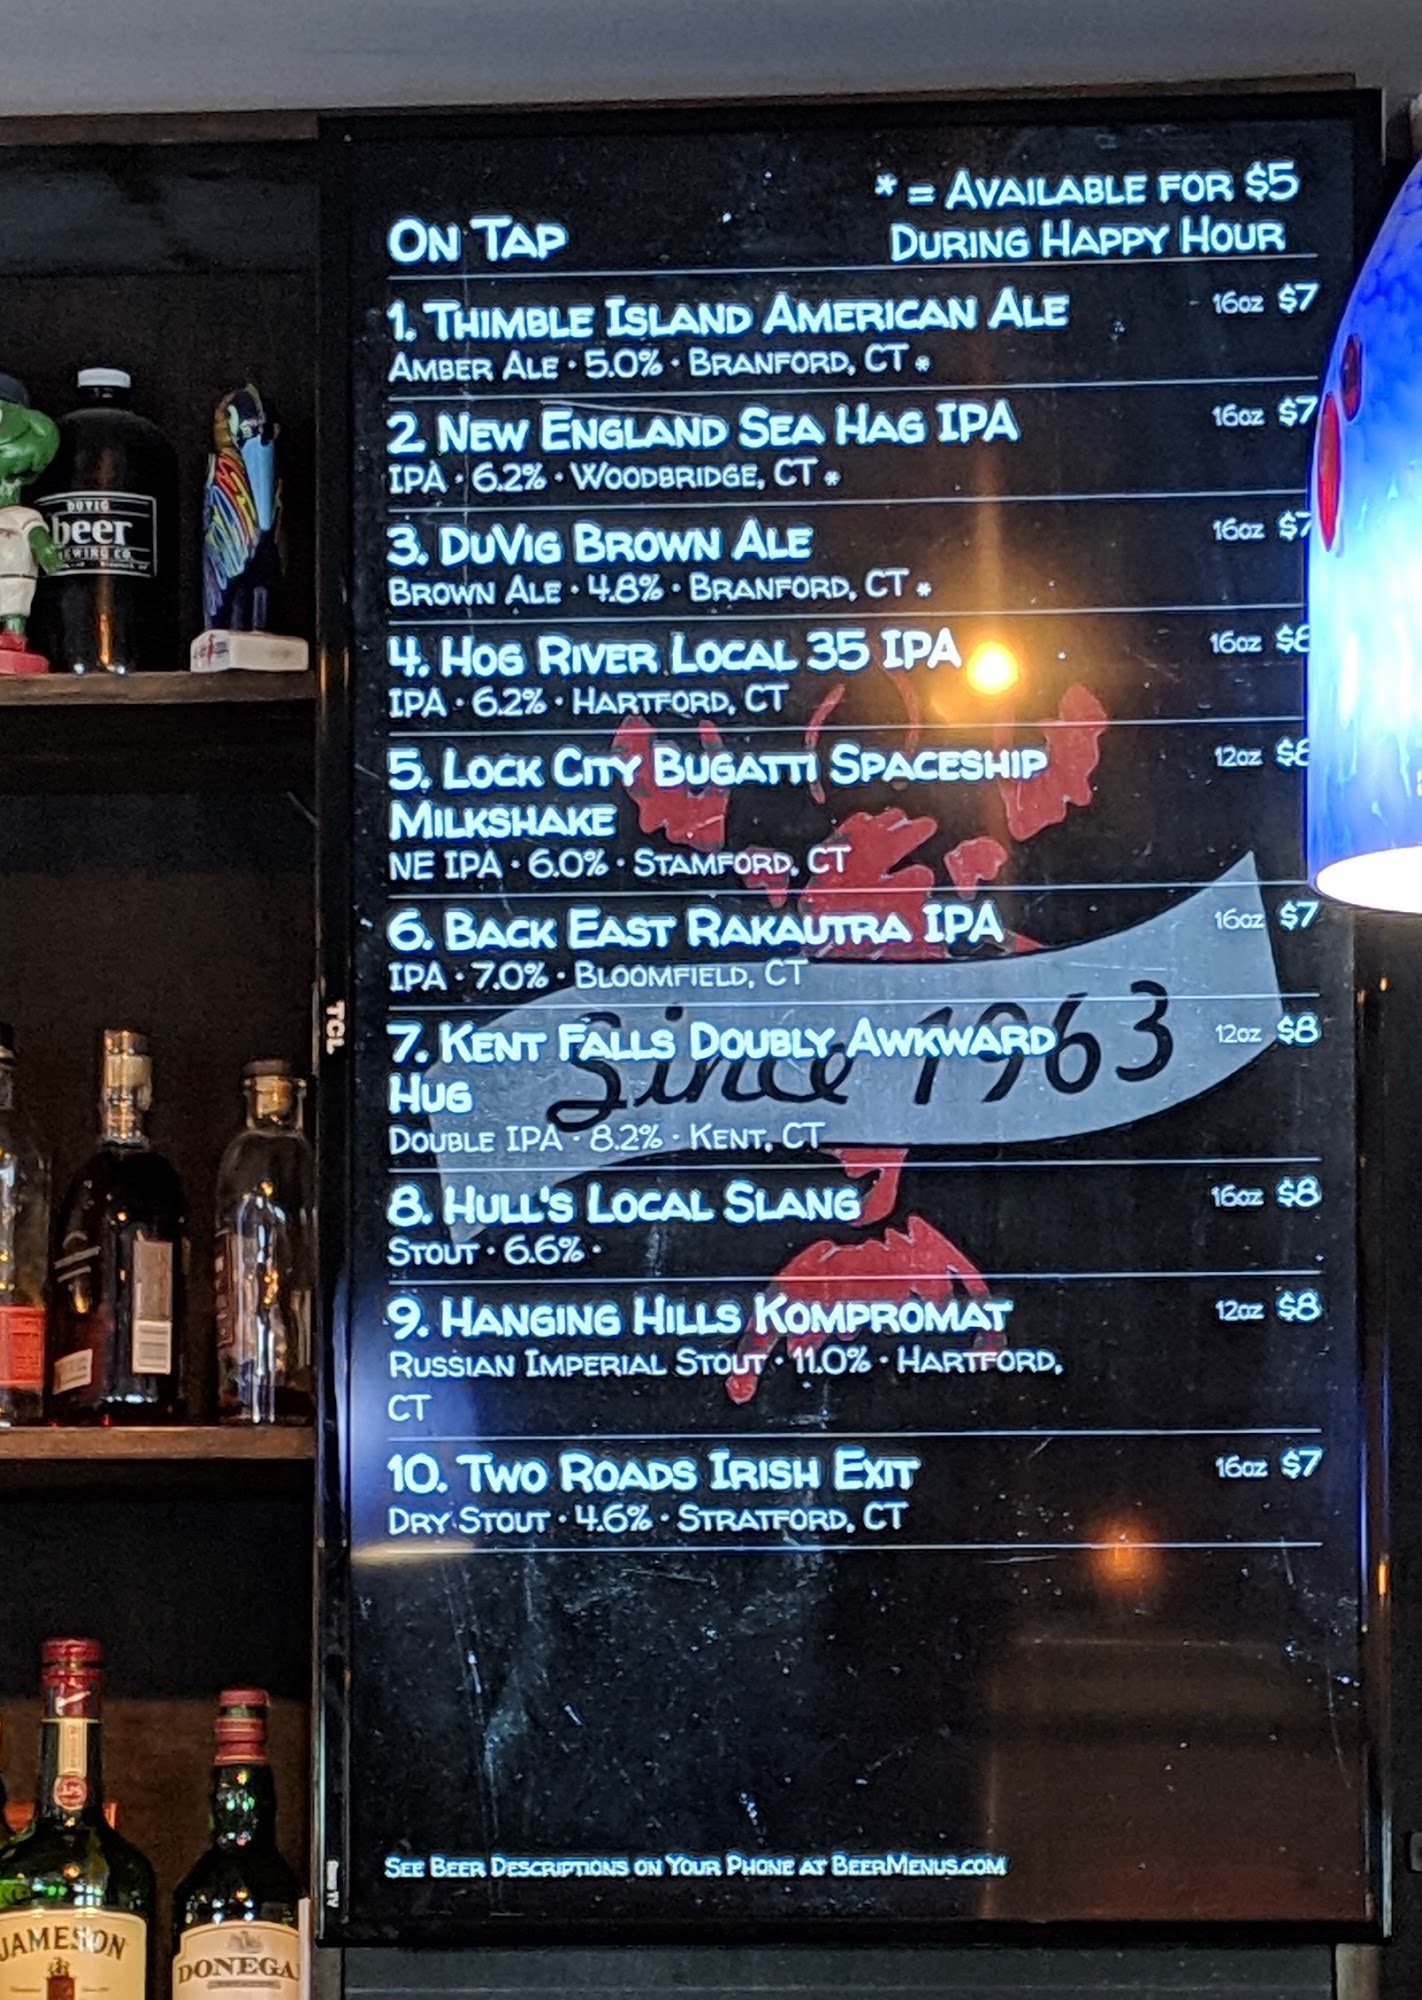 * = Available for $5
On Tap During Happy Hour
1. Thimble Island American Ale 16oz $7
Amber Ale · 5.0% · Branford, CT *
2. New England Sea Hag IPA 16oz $7
IPA · 6.2% · Woodbridge, CT *
3. DuVig Brown Ale 16oz $7
Brown Ale · 4.8% · Branford, CT *
4. Hog River Local 35 IPA 16oz $8
IPA · 6.2% · Hartford, CT
5. Lock City Bugatti Spaceship 12oz $8
Milkshake
NE IPA · 6.0% · Stamford, CT
6. Back East Rakautra IPA 16oz $7
IPA · 7.0% · Bloomfield, CT
Since 1963
7. Kent Falls Doubly Awkward 12oz $8
Hug
Double IPA · 8.2% · Kent, CT
8. Hull's Local Slang 16oz $8
Stout · 6.6% ·
9. Hanging Hills Kompromat 12oz $8
Russian Imperial Stout · 11.0% · Hartford,
CT
10. Two Roads Irish Exit 16oz $7
Dry Stout · 4.6% · Stratford, CT
See Beer Descriptions on Your Phone at BeerMenus.com
TCL
DUVIG
beer
JAMESON
DONEGA